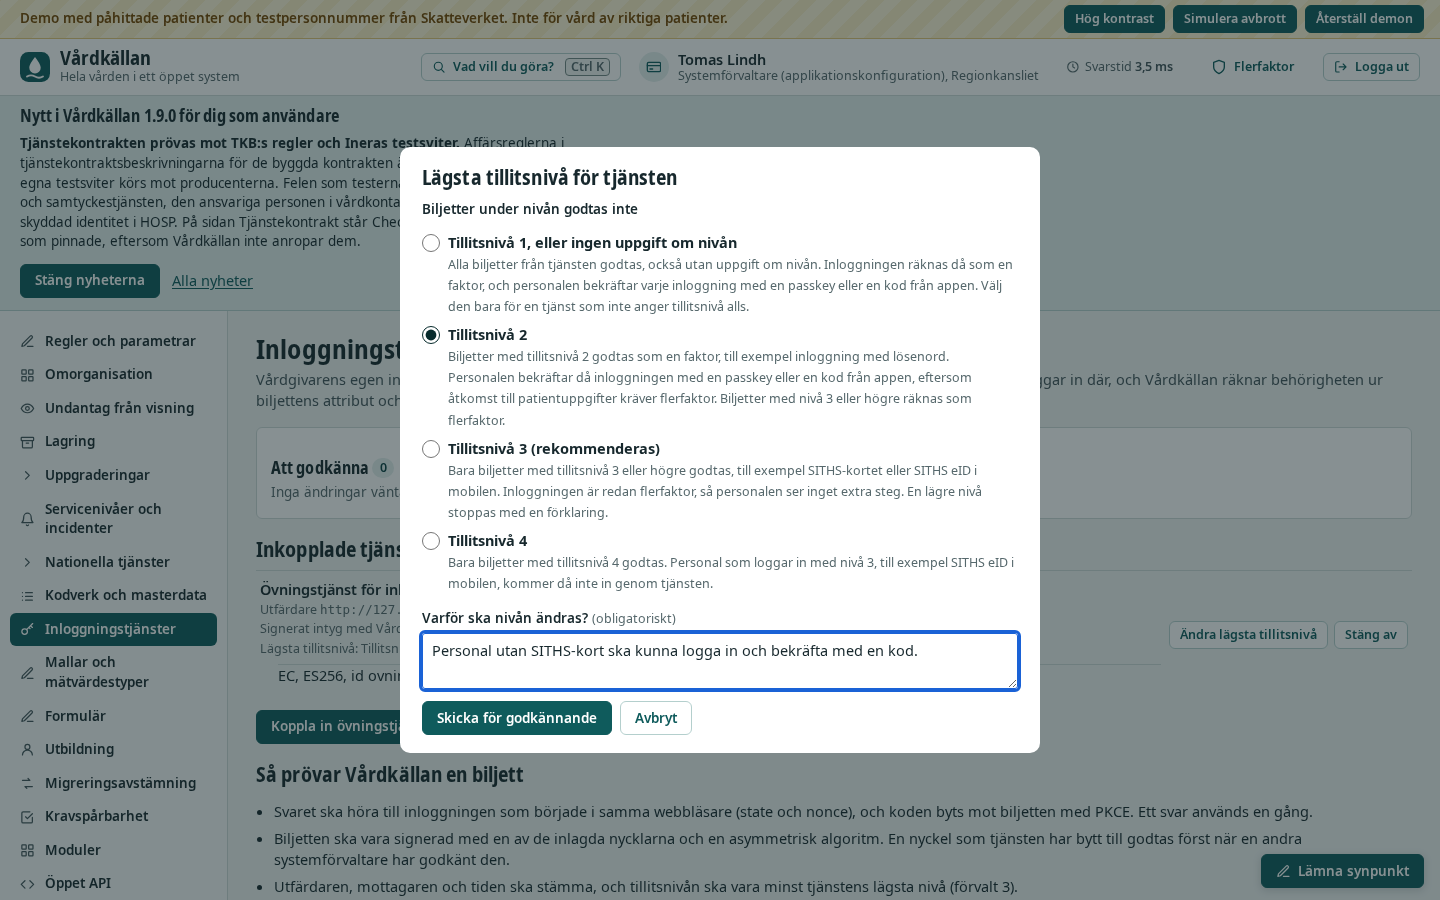 Demo med påhittade patienter och testpersonnummer från Skatteverket. Inte för vård av riktiga patienter.
Hög kontrast
Simulera avbrott
Återställ demon
Vårdkällan
Hela vården i ett öppet system
Vad vill du göra?
Ctrl K
Tomas Lindh
Systemförvaltare (applikationskonfiguration), Regionkansliet
Svarstid 3,5 ms
Flerfaktor
Logga ut
Nytt i Vårdkällan 1.9.0 för dig som användare
Tjänstekontrakten prövas mot TKB:s regler och Ineras testsviter. Affärsreglerna i
tjänstekontraktsbeskrivningarna för de byggda kontrakten
egna testsviter körs mot producenterna. Felen som
och samtyckestjänsten, den ansvariga personen i
skyddad identitet i HOSP. På sidan Tjänstekontrakt står
som pinnade, eftersom Vårdkällan inte anropar dem.
Stäng nyheterna
Alla nyheter
Regler och parametrar
Omorganisation
Undantag från visning
Lagring
Uppgraderingar
Servicenivåer och
incidenter
Nationella tjänster
Kodverk och masterdata
Inloggningstjänster
Mallar och
mätvärdestyper
Formulär
Utbildning
Migreringsavstämning
Kravspårbarhet
Moduler
Öppet API
Vårdgivarens egen
in där, och Vårdkällan räknar behörigheten ur
biljettens attribut
Att godkänna 0
Inga ändringar
Inkopplade
Övningstjänst för
Utfärdare http://127.
Signerat intyg med
Lägsta tillitsnivå:
Ändra lägsta tillitsnivå
Stäng av
EC, ES256, id
Koppla in
Lägsta tillitsnivå för tjänsten
Biljetter under nivån godtas inte
Tillitsnivå 1, eller ingen uppgift om nivån
Alla biljetter från tjänsten godtas, också utan uppgift om nivån. Inloggningen räknas då som en
faktor, och personalen bekräftar varje inloggning med en passkey eller en kod från appen. Välj
den bara för en tjänst som inte anger tillitsnivå alls.
Tillitsnivå 2
Biljetter med tillitsnivå 2 godtas som en faktor, till exempel inloggning med lösenord.
Personalen bekräftar då inloggningen med en passkey eller en kod från appen, eftersom
åtkomst till patientuppgifter kräver flerfaktor. Biljetter med nivå 3 eller högre räknas som
flerfaktor.
Tillitsnivå 3 (rekommenderas)
Bara biljetter med tillitsnivå 3 eller högre godtas, till exempel SITHS-kortet eller SITHS eID i
mobilen. Inloggningen är redan flerfaktor, så personalen ser inget extra steg. En lägre nivå
stoppas med en förklaring.
Tillitsnivå 4
Bara biljetter med tillitsnivå 4 godtas. Personal som loggar in med nivå 3, till exempel SITHS eID i
mobilen, kommer då inte in genom tjänsten.
Varför ska nivån ändras? (obligatoriskt)
Personal utan SITHS-kort ska kunna logga in och bekräfta med en kod.
Skicka för godkännande
Avbryt
Så prövar Vårdkällan en biljett
Svaret ska höra till inloggningen som började i samma webbläsare (state och nonce), och koden byts mot biljetten med PKCE. Ett svar används en gång.
Biljetten ska vara signerad med en av de inlagda nycklarna och en asymmetrisk algoritm. En nyckel som tjänsten har bytt till godtas först när en andra
systemförvaltare har godkänt den.
Utfärdaren, mottagaren och tiden ska stämma, och tillitsnivån ska vara minst tjänstens lägsta nivå (förvalt 3).
Lämna synpunkt